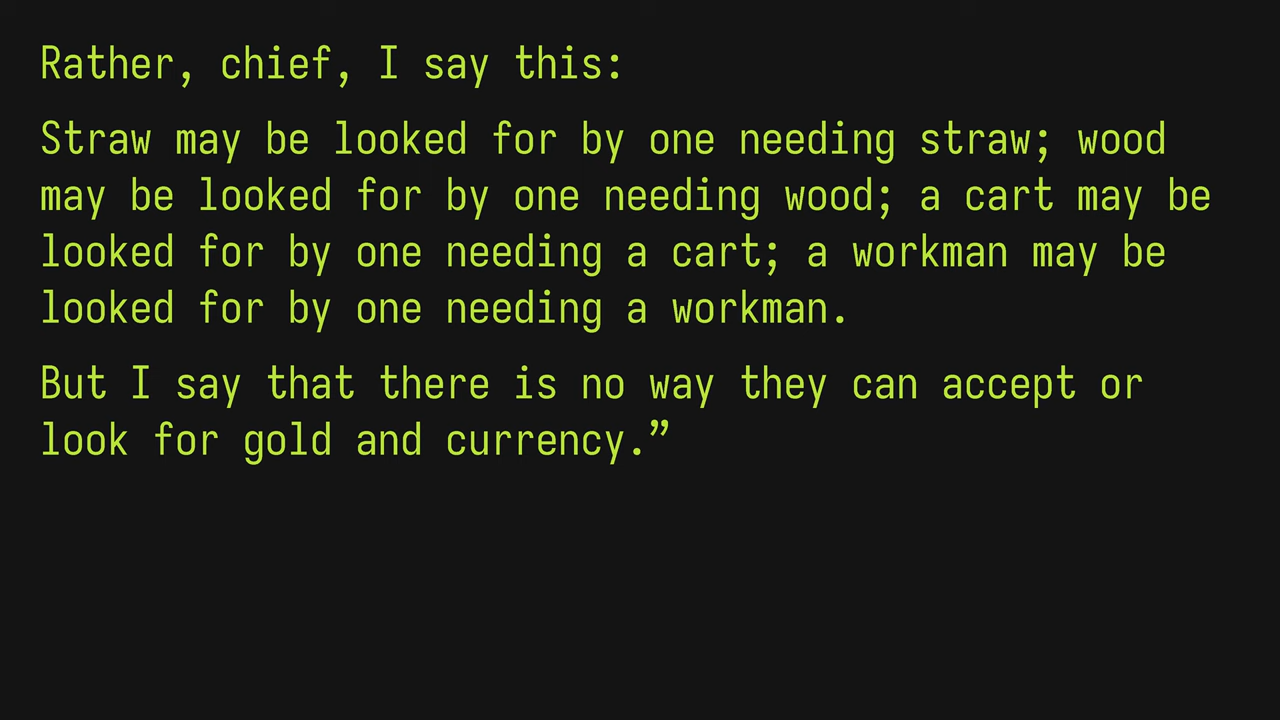 Rather, chief, I say this:
Straw may be looked for by one needing straw; wood
may be looked for by one needing wood; a cart may be
looked for by one needing a cart; a workman may be
looked for by one needing a workman.
But I say that there is no way they can accept or
look for gold and currency.”